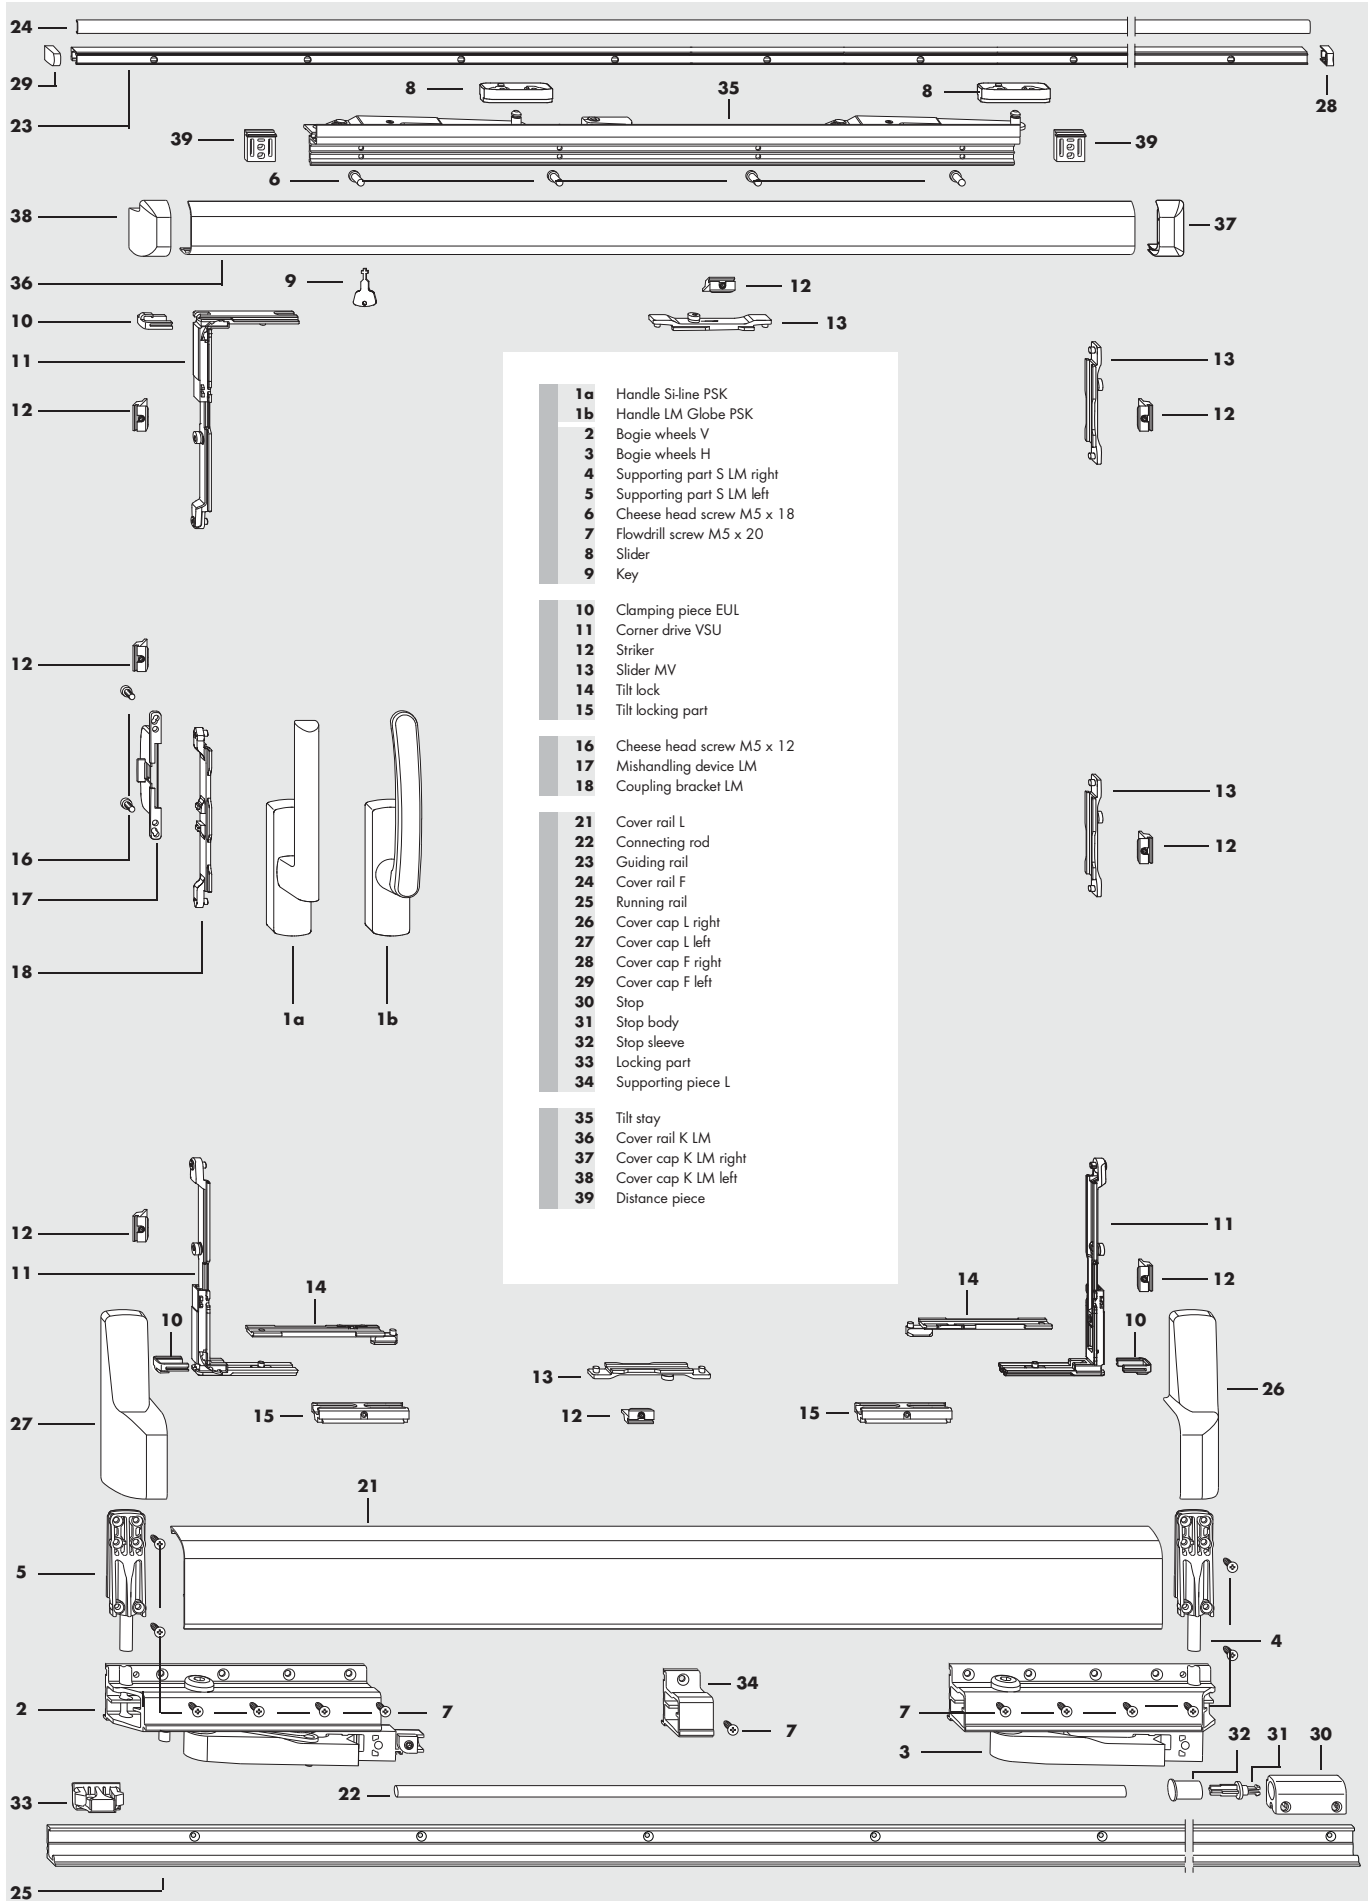 24
29
23
8
35
8
28
39
39
6
38
37
36
9
12
10
13
11
13
12
12
1a Handle Si-line PSK
1b Handle LM Globe PSK
2 Bogie wheels V
3 Bogie wheels H
4 Supporting part S LM right
5 Supporting part S LM left
6 Cheese head screw M5 x 18
7 Flowdrill screw M5 x 20
8 Slider
9 Key
10 Clamping piece EUL
11 Corner drive VSU
12 Striker
13 Slider MV
14 Tilt lock
15 Tilt locking part
16 Cheese head screw M5 x 12
17 Mishandling device LM
18 Coupling bracket LM
21 Cover rail L
22 Connecting rod
23 Guiding rail
24 Cover rail F
25 Running rail
26 Cover cap L right
27 Cover cap L left
28 Cover cap F right
29 Cover cap F left
30 Stop
31 Stop body
32 Stop sleeve
33 Locking part
34 Supporting piece L
35 Tilt stay
36 Cover rail K LM
37 Cover cap K LM right
38 Cover cap K LM left
39 Distance piece
12
13
16
12
17
18
1a
1b
12
11
11
14
14
12
10
10
13
26
27
15
12
15
21
5
4
2
7
34
7
7
3
32
31
30
33
22
25